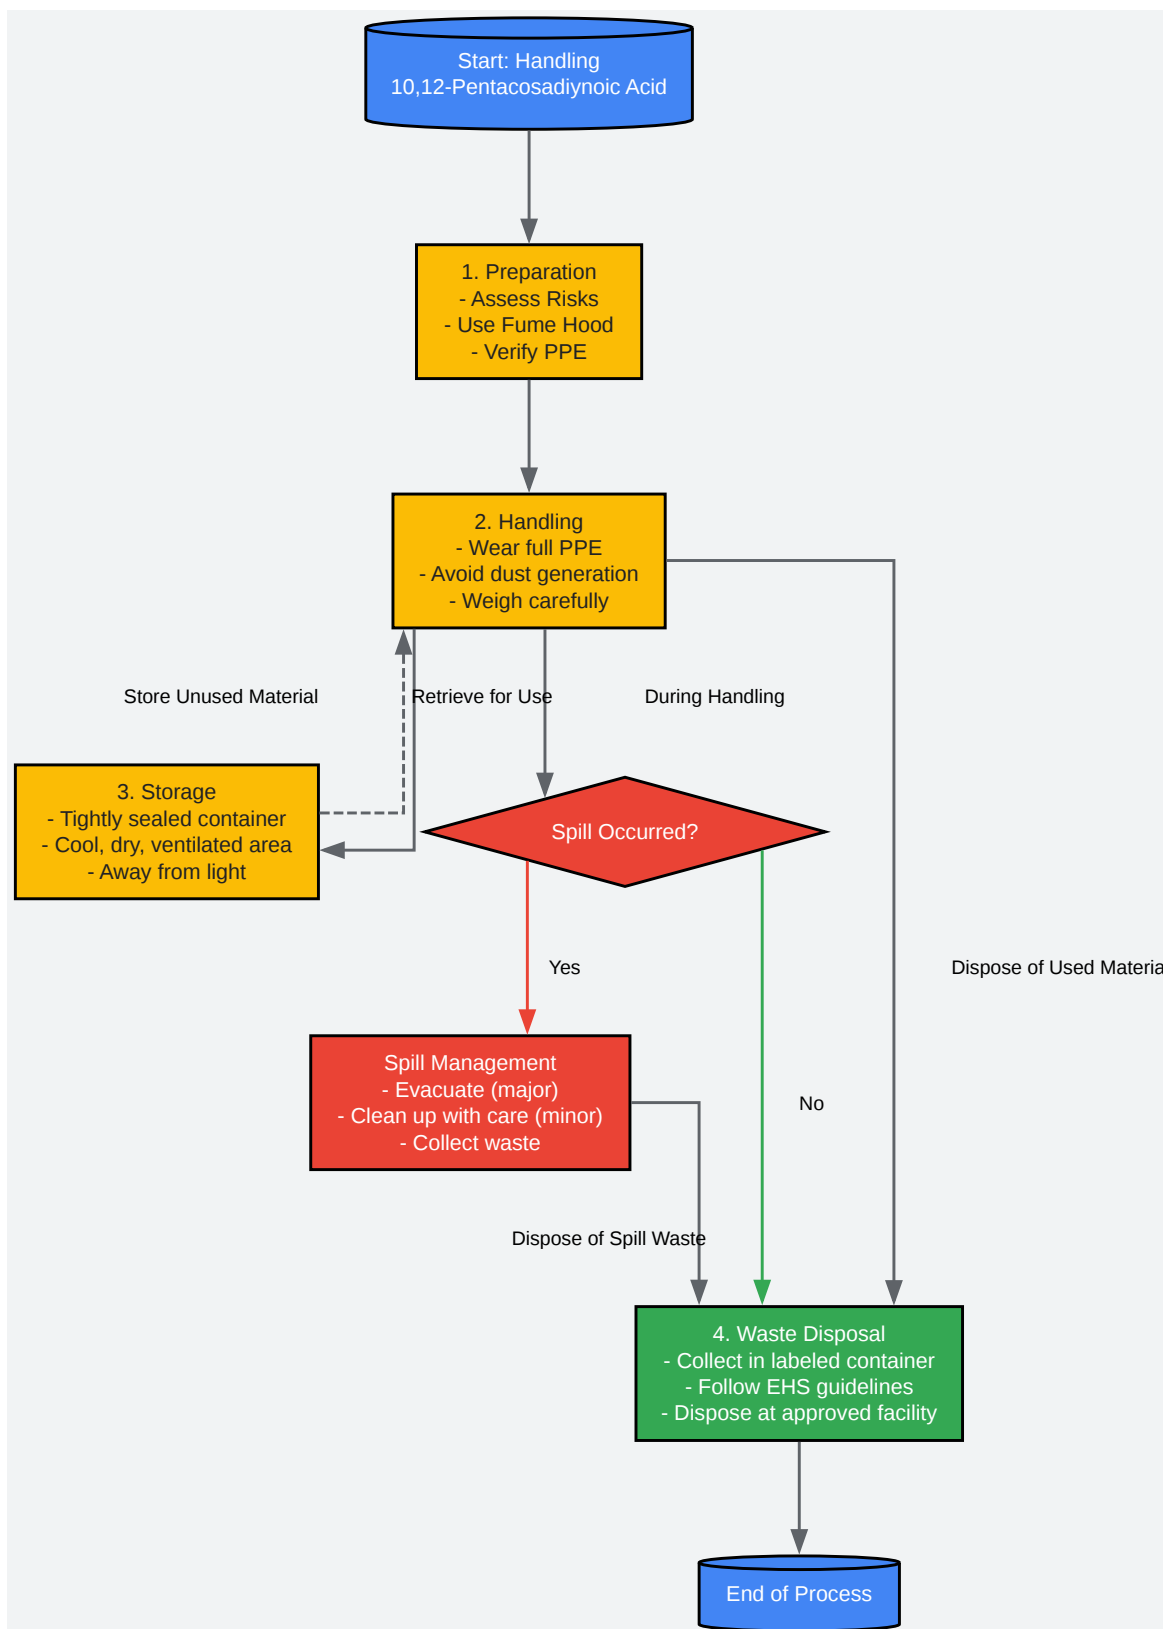 Start: Handling
10,12-Pentacosadiynoic Acid
1. Preparation
- Assess Risks
- Use Fume Hood
- Verify PPE
2. Handling
- Wear full PPE
- Avoid dust generation
- Weigh carefully
Store Unused Material
Retrieve for Use
During Handling
3. Storage
- Tightly sealed container
- Cool, dry, ventilated area
- Away from light
Spill Occurred?
Yes
Dispose of Used Materia
Spill Management
- Evacuate (major)
- Clean up with care (minor)
- Collect waste
No
Dispose of Spill Waste
4. Waste Disposal
- Collect in labeled container
- Follow EHS guidelines
- Dispose at approved facility
End of Process